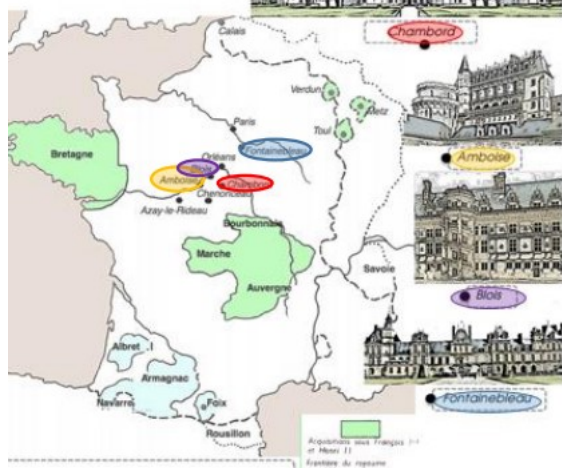 Chambord
Calais
Verdun
Metz
Toul
Paris
Fontainebleau
Bretagne
Orléans
Blois
Amboise
Chambord
Chenonceau
Azay-le-Rideau
Amboise
Bourbonnais
Marche
Auvergne
Savoie
Blois
Albret
Armagnac
Navarre
Foix
Rousillon
Fontainebleau
Acquisitions sous François Ier
et Henri II
Frontière du royaume